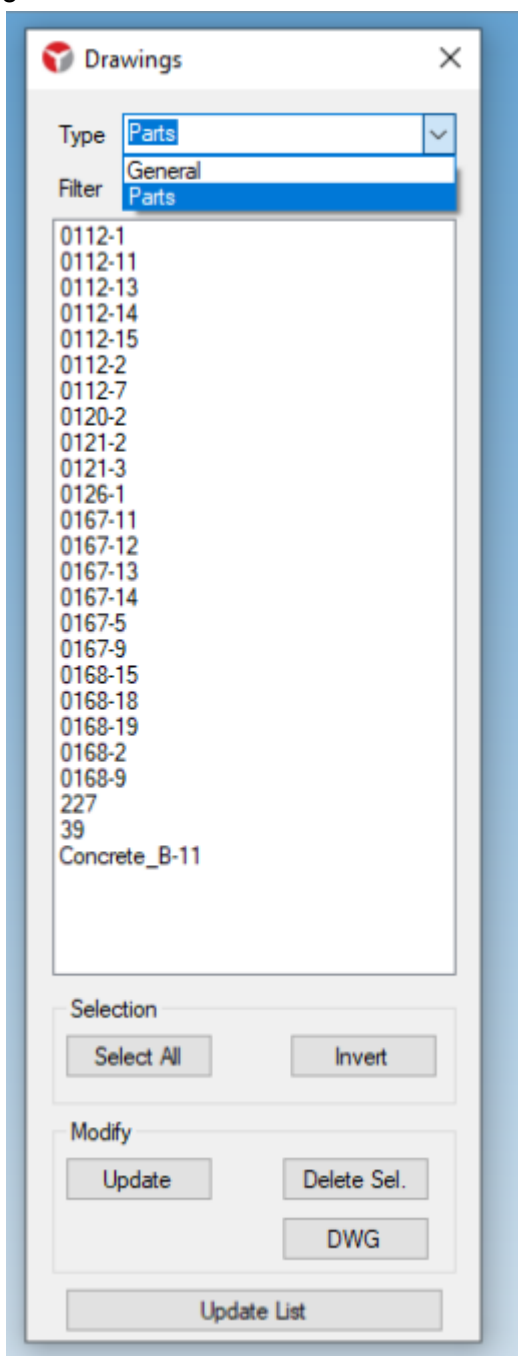 Drawings
Type Parts
General
Filter Parts
0112-1
0112-11
0112-13
0112-14
0112-15
0112-2
0112-7
0120-2
0121-2
0121-3
0126-1
0167-11
0167-12
0167-13
0167-14
0167-5
0167-9
0168-15
0168-18
0168-19
0168-2
0168-9
227
39
Concrete_B-11
Selection
Select All Invert
Modify
Update Delete Sel.
DWG
Update List